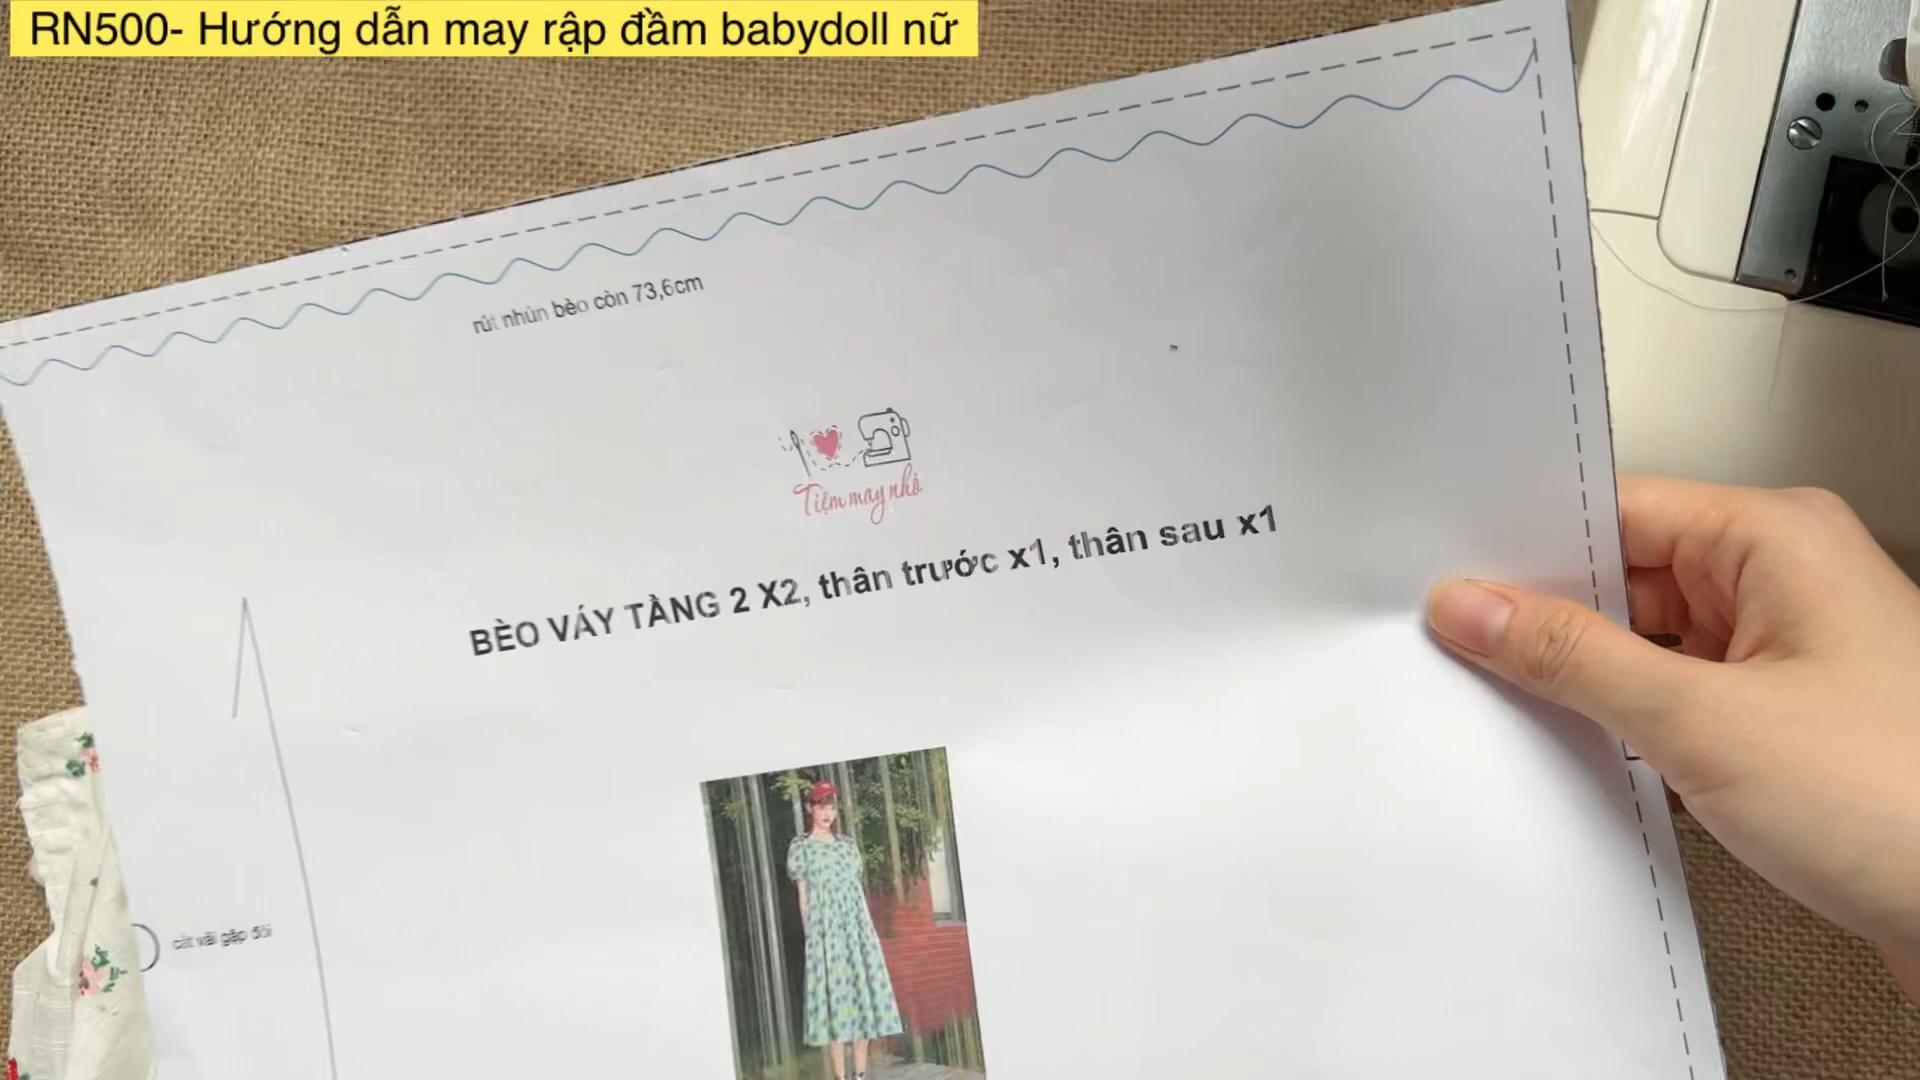 RN500- Hướng dẫn may rập đầm babydoll nữ
rút nhún bèo còn 73,6cm
Tiệm may nhỏ
BÈO VÁY TẦNG 2 X2, thân trước x1, thân sau x1
cắt vải gập đôi